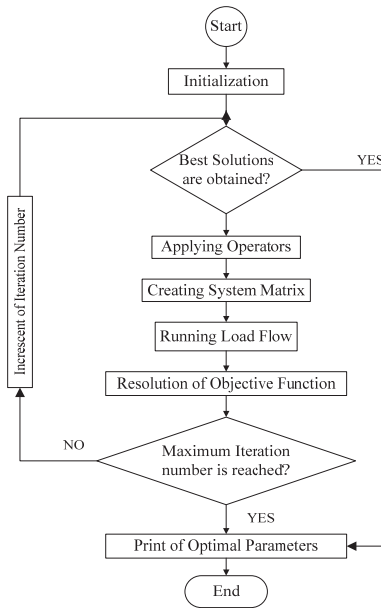 Start
Initialization
Best Solutions
are obtained?
YES
Applying Operators
Creating System Matrix
Running Load Flow
Resolution of Objective Function
Increscent of Iteration Number
NO
Maximum Iteration
number is reached?
YES
Print of Optimal Parameters
End